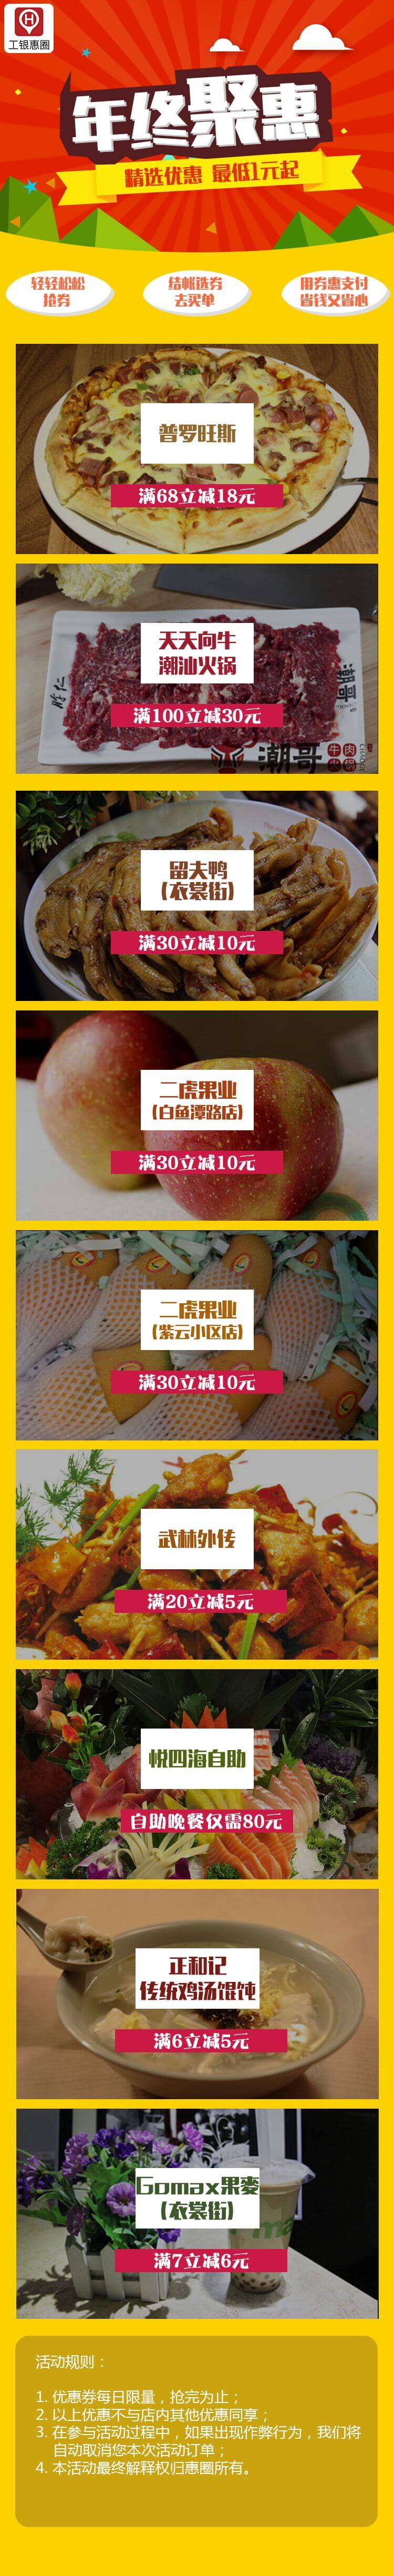 工银惠圈
年终聚惠
精选优惠 最低1元起
轻轻松松
抢券
结帐选券
去买单
用券惠支付
省钱又省心
普罗旺斯
满68立减18元
天天向牛
潮汕火锅
满100立减30元
潮哥
牛肉
火锅
留夫鸭
(衣裳街)
满30立减10元
二虎果业
(白鱼潭路店)
满30立减10元
二虎果业
(紫云小区店)
满30立减10元
武林外传
满20立减5元
悦四海自助
自助晚餐仅需80元
正和记
传统鸡汤馄饨
满6立减5元
Gomax果麥
(衣裳街)
满7立减6元
活动规则：
1. 优惠券每日限量，抢完为止；
2. 以上优惠不与店内其他优惠同享；
3. 在参与活动过程中，如果出现作弊行为，我们将
自动取消您本次活动订单；
4. 本活动最终解释权归惠圈所有。